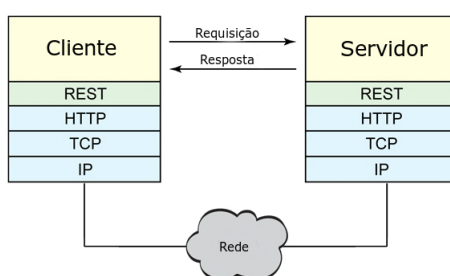 Cliente
Requisição
Resposta
Servidor
REST
HTTP
TCP
IP
REST
HTTP
TCP
IP
Rede